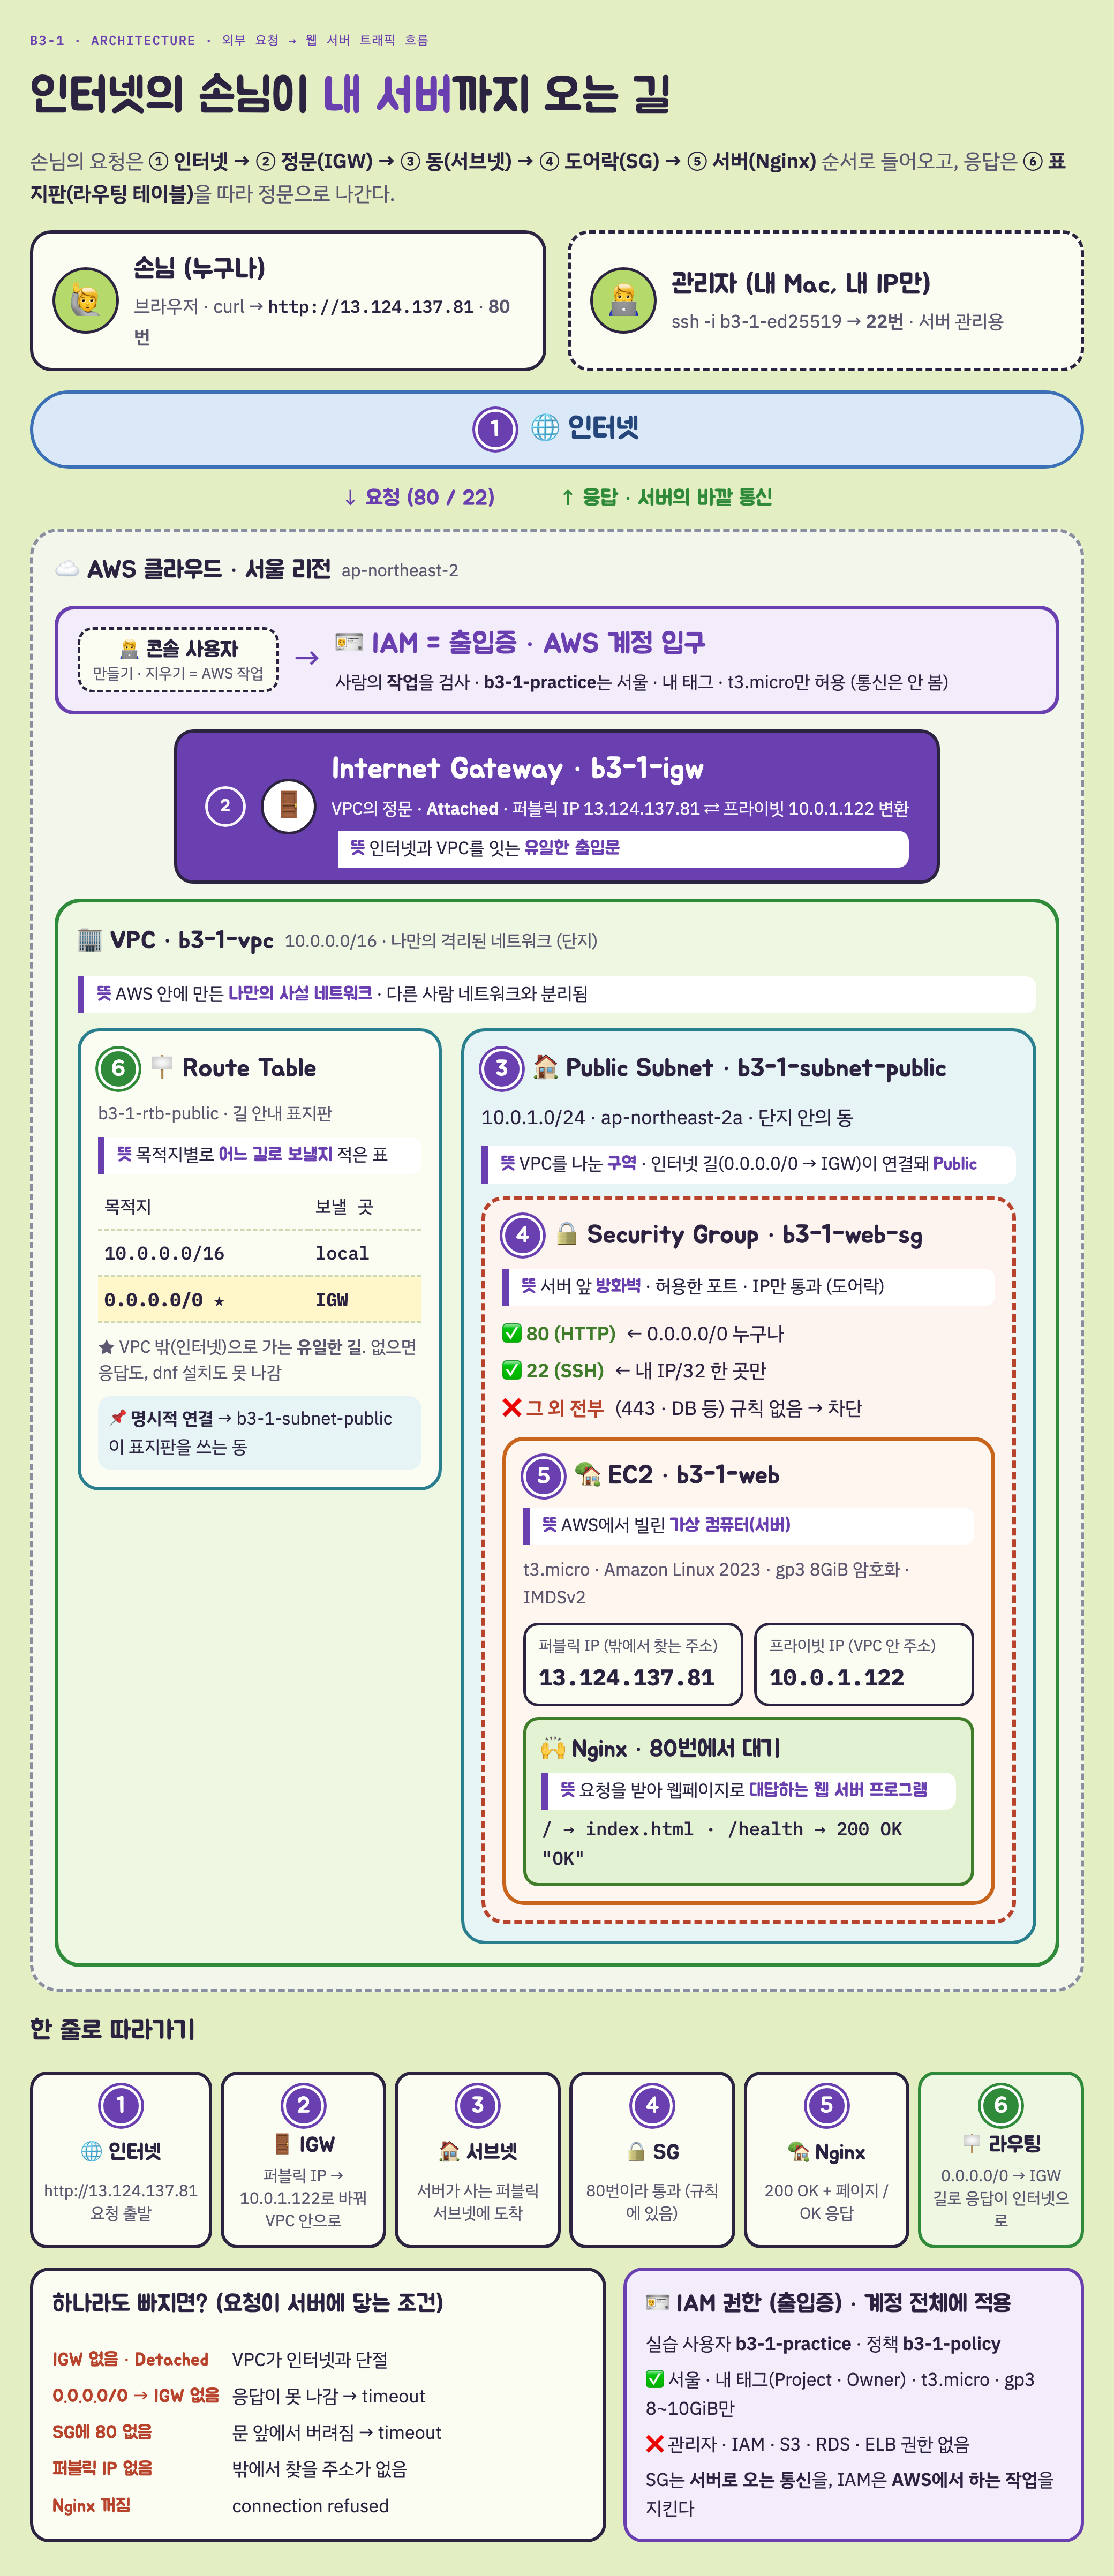 B3-1 · ARCHITECTURE · 외부 요청 → 웹 서버 트래픽 흐름
인터넷의 손님이 내 서버까지 오는 길
손님의 요청은 ① 인터넷 → ② 정문(IGW) → ③ 동(서브넷) → ④ 도어락(SG) → ⑤ 서버(Nginx) 순서로 들어오고, 응답은 ⑥ 표
지판(라우팅 테이블)을 따라 정문으로 나간다.
손님 (누구나)
브라우저 · curl → http://13.124.137.81 · 80
번
관리자 (내 Mac, 내 IP만)
ssh -i b3-1-ed25519 → 22번 · 서버 관리용
1 🌐 인터넷
↓ 요청 (80 / 22)
↑ 응답 · 서버의 바깥 통신
☁️ AWS 클라우드 · 서울 리전 ap-northeast-2
🧑‍💻 콘솔 사용자
만들기 · 지우기 = AWS 작업
→
🪪 IAM = 출입증 · AWS 계정 입구
사람의 작업을 검사 · b3-1-practice는 서울 · 내 태그 · t3.micro만 허용 (통신은 안 봄)
2
Internet Gateway · b3-1-igw
VPC의 정문 · Attached · 퍼블릭 IP 13.124.137.81 ⇄ 프라이빗 10.0.1.122 변환
뜻 인터넷과 VPC를 잇는 유일한 출입문
🏢 VPC · b3-1-vpc 10.0.0.0/16 · 나만의 격리된 네트워크 (단지)
뜻 AWS 안에 만든 나만의 사설 네트워크 · 다른 사람 네트워크와 분리됨
6 🪧 Route Table
b3-1-rtb-public · 길 안내 표지판
뜻 목적지별로 어느 길로 보낼지 적은 표
목적지 보낼 곳
10.0.0.0/16 local
0.0.0.0/0 ★ IGW
★ VPC 밖(인터넷)으로 가는 유일한 길. 없으면
응답도, dnf 설치도 못 나감
📌 명시적 연결 → b3-1-subnet-public
이 표지판을 쓰는 동
3 🏠 Public Subnet · b3-1-subnet-public
10.0.1.0/24 · ap-northeast-2a · 단지 안의 동
뜻 VPC를 나눈 구역 · 인터넷 길(0.0.0.0/0 → IGW)이 연결돼 Public
4 🔒 Security Group · b3-1-web-sg
뜻 서버 앞 방화벽 · 허용한 포트 · IP만 통과 (도어락)
✅ 80 (HTTP) ← 0.0.0.0/0 누구나
✅ 22 (SSH) ← 내 IP/32 한 곳만
❌ 그 외 전부 (443 · DB 등) 규칙 없음 → 차단
5 🏡 EC2 · b3-1-web
뜻 AWS에서 빌린 가상 컴퓨터(서버)
t3.micro · Amazon Linux 2023 · gp3 8GiB 암호화 ·
IMDSv2
퍼블릭 IP (밖에서 찾는 주소)
13.124.137.81
프라이빗 IP (VPC 안 주소)
10.0.1.122
🙌 Nginx · 80번에서 대기
뜻 요청을 받아 웹페이지로 대답하는 웹 서버 프로그램
/ → index.html · /health → 200 OK
"OK"
한 줄로 따라가기
1
🌐 인터넷
http://13.124.137.81
요청 출발
2
🚪 IGW
퍼블릭 IP →
10.0.1.122로 바꿔
VPC 안으로
3
🏠 서브넷
서버가 사는 퍼블릭
서브넷에 도착
4
🔒 SG
80번이라 통과 (규칙
에 있음)
5
🏡 Nginx
200 OK + 페이지 /
OK 응답
6
🪧 라우팅
0.0.0.0/0 → IGW
길로 응답이 인터넷으
로
하나라도 빠지면? (요청이 서버에 닿는 조건)
IGW 없음 · Detached VPC가 인터넷과 단절
0.0.0.0/0 → IGW 없음 응답이 못 나감 → timeout
SG에 80 없음 문 앞에서 버려짐 → timeout
퍼블릭 IP 없음 밖에서 찾을 주소가 없음
Nginx 꺼짐 connection refused
🪪 IAM 권한 (출입증) · 계정 전체에 적용
실습 사용자 b3-1-practice · 정책 b3-1-policy
✅ 서울 · 내 태그(Project · Owner) · t3.micro · gp3
8~10GiB만
❌ 관리자 · IAM · S3 · RDS · ELB 권한 없음
SG는 서버로 오는 통신을, IAM은 AWS에서 하는 작업을
지킨다